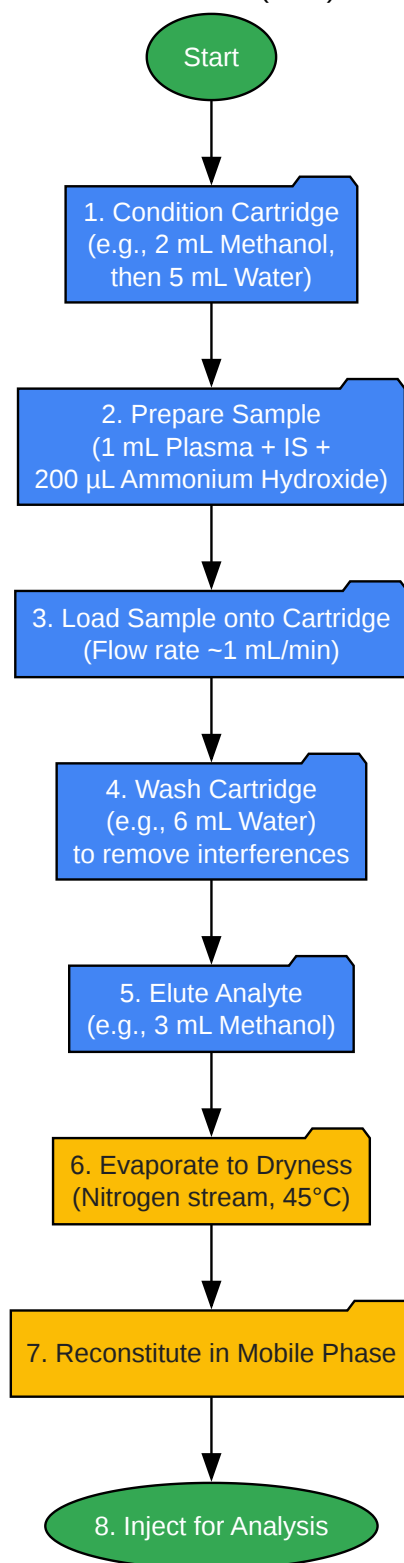 Start
1. Condition Cartridge
(e.g., 2 mL Methanol,
then 5 mL Water)
2. Prepare Sample
(1 mL Plasma + IS +
200 µL Ammonium Hydroxide)
3. Load Sample onto Cartridge
(Flow rate ~1 mL/min)
4. Wash Cartridge
(e.g., 6 mL Water)
to remove interferences
5. Elute Analyte
(e.g., 3 mL Methanol)
6. Evaporate to Dryness
(Nitrogen stream, 45°C)
7. Reconstitute in Mobile Phase
8. Inject for Analysis